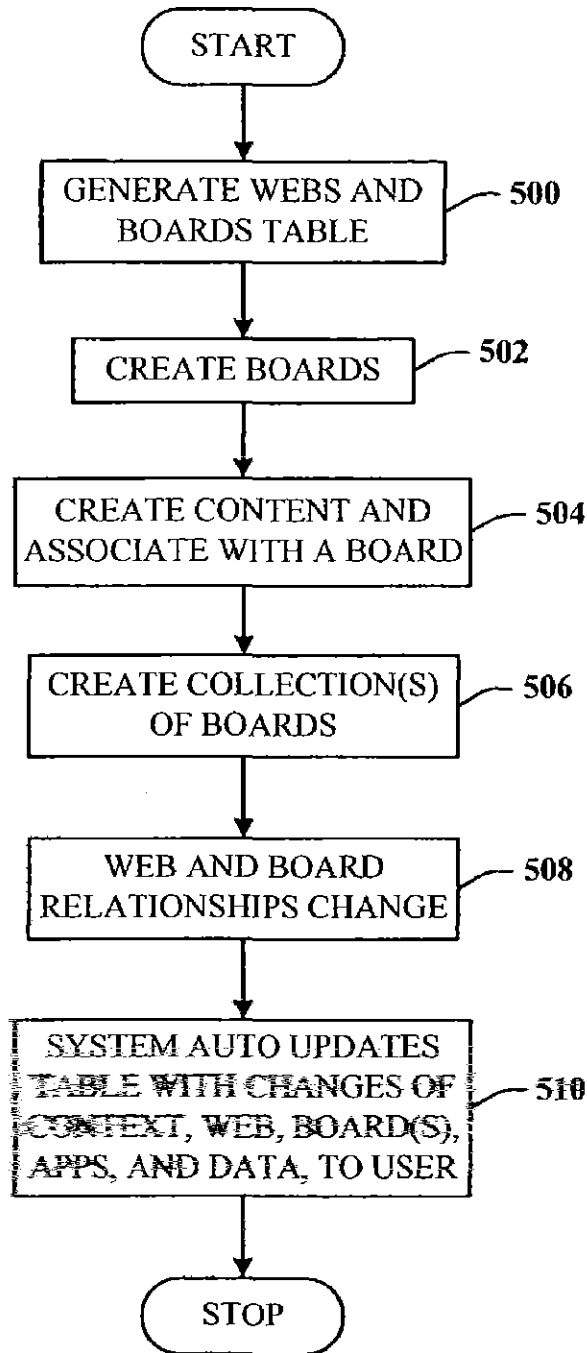 START
GENERATE WEBS AND
BOARDS TABLE
500
CREATE BOARDS
502
CREATE CONTENT AND
ASSOCIATE WITH A BOARD
504
CREATE COLLECTION(S)
OF BOARDS
506
WEB AND BOARD
RELATIONSHIPS CHANGE
508
SYSTEM AUTO UPDATES
TABLE WITH CHANGES OF
CONTEXT, WEB, BOARD(S),
APPS, AND DATA, TO USER
510
STOP